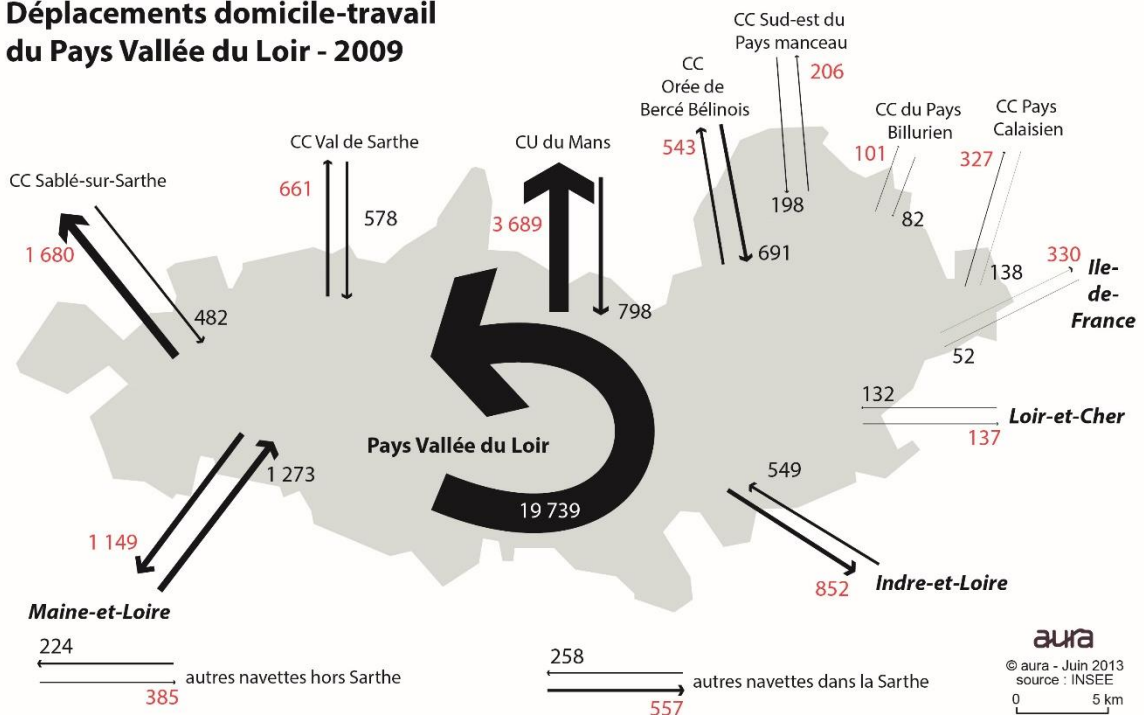 Déplacements domicile-travail
du Pays Vallée du Loir - 2009
CC Sud-est du
Pays manceau
206
CC
Orée de
Bercé Bélinois
543
CC du Pays
Billurien
101
CC Pays
Calaisien
327
CC Val de Sarthe
661
578
CU du Mans
3 689
798
CC Sablé-sur-Sarthe
1 680
482
198
82
691
138
330
Ile-
de-
France
52
132
Loir-et-Cher
137
Pays Vallée du Loir
19 739
1 273
1 149
Maine-et-Loire
549
852
Indre-et-Loire
224
autres navettes hors Sarthe
385
258
autres navettes dans la Sarthe
557
aura
© aura - Juin 2013
source : INSEE
0 5 km